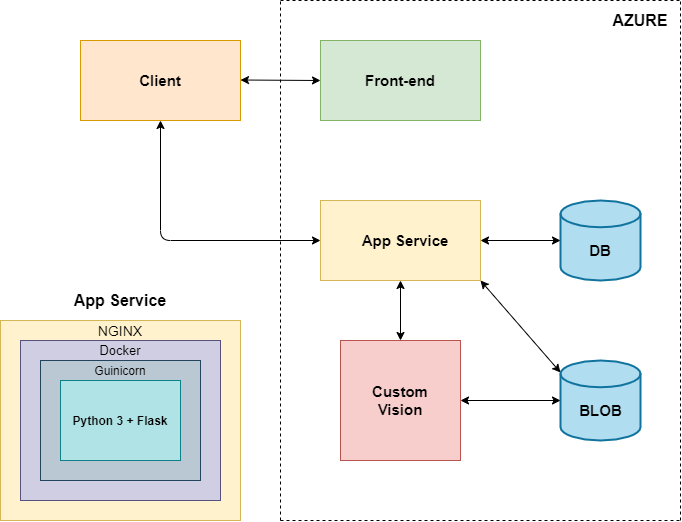 AZURE
Client
Front-end
App Service
DB
App Service
NGINX
Docker
Guinicorn
Python 3 + Flask
Custom
Vision
BLOB